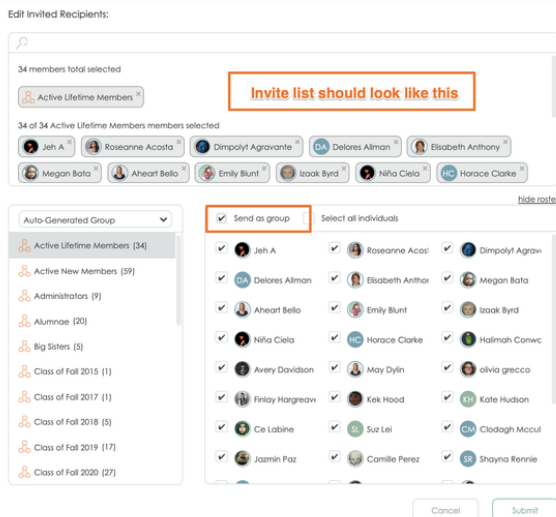 Edit Invited Recipients:
34 members total selected
Active Lifetime Members ×
Invite list should look like this
34 of 34 Active Lifetime Members members selected
Jeh A × Roseanne Acosta × Dimpolyt Agravante × DA Delores Allman × Elisabeth Anthony ×
Megan Bata × Aheart Bello × Emily Blunt × Izaak Byrd × Niña Ciela × HC Horace Clarke ×
hide roste
Auto-Generated Group
Send as group Select all individuals
Active Lifetime Members (34)
Active New Members (59)
Administrators (9)
Alumnae (20)
Big Sisters (5)
Class of Fall 2015 (1)
Class of Fall 2017 (1)
Class of Fall 2018 (5)
Class of Fall 2019 (17)
Class of Fall 2020 (27)
Jeh A Roseanne Acost Dimpolyt Agrav
DA Delores Allman Elisabeth Anthor Megan Bata
Aheart Bello Emily Blunt Izaak Byrd
Niña Ciela HC Horace Clarke Halimah Conwc
Avery Davidson May Dylin olivia grecco
Finlay Hargreave Kek Hood KH Kate Hudson
Ce Labine SL Suz Lei CM Clodagh Mccul
Jazmin Paz Camille Perez SR Shayna Rennie
Cancel Submit